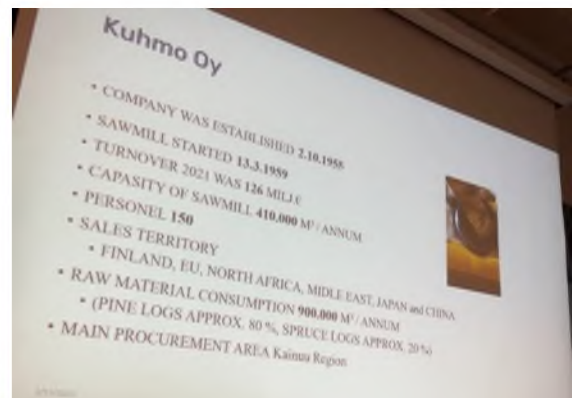 Kuhmo Oy
• COMPANY WAS ESTABLISHED 2.10.1955
• SAWMILL STARTED 13.3.1959
• TURNOVER 2021 WAS 126 MILJ.€
• CAPASITY OF SAWMILL 410.000 M³ / ANNUM
• PERSONEL 150
• SALES TERRITORY
• FINLAND, EU, NORTH AFRICA, MIDLE EAST, JAPAN and CHINA
• RAW MATERIAL CONSUMPTION 900.000 M³ / ANNUM
• (PINE LOGS APPROX. 80 %, SPRUCE LOGS APPROX. 20 %)
• MAIN PROCUREMENT AREA Kainuu Region